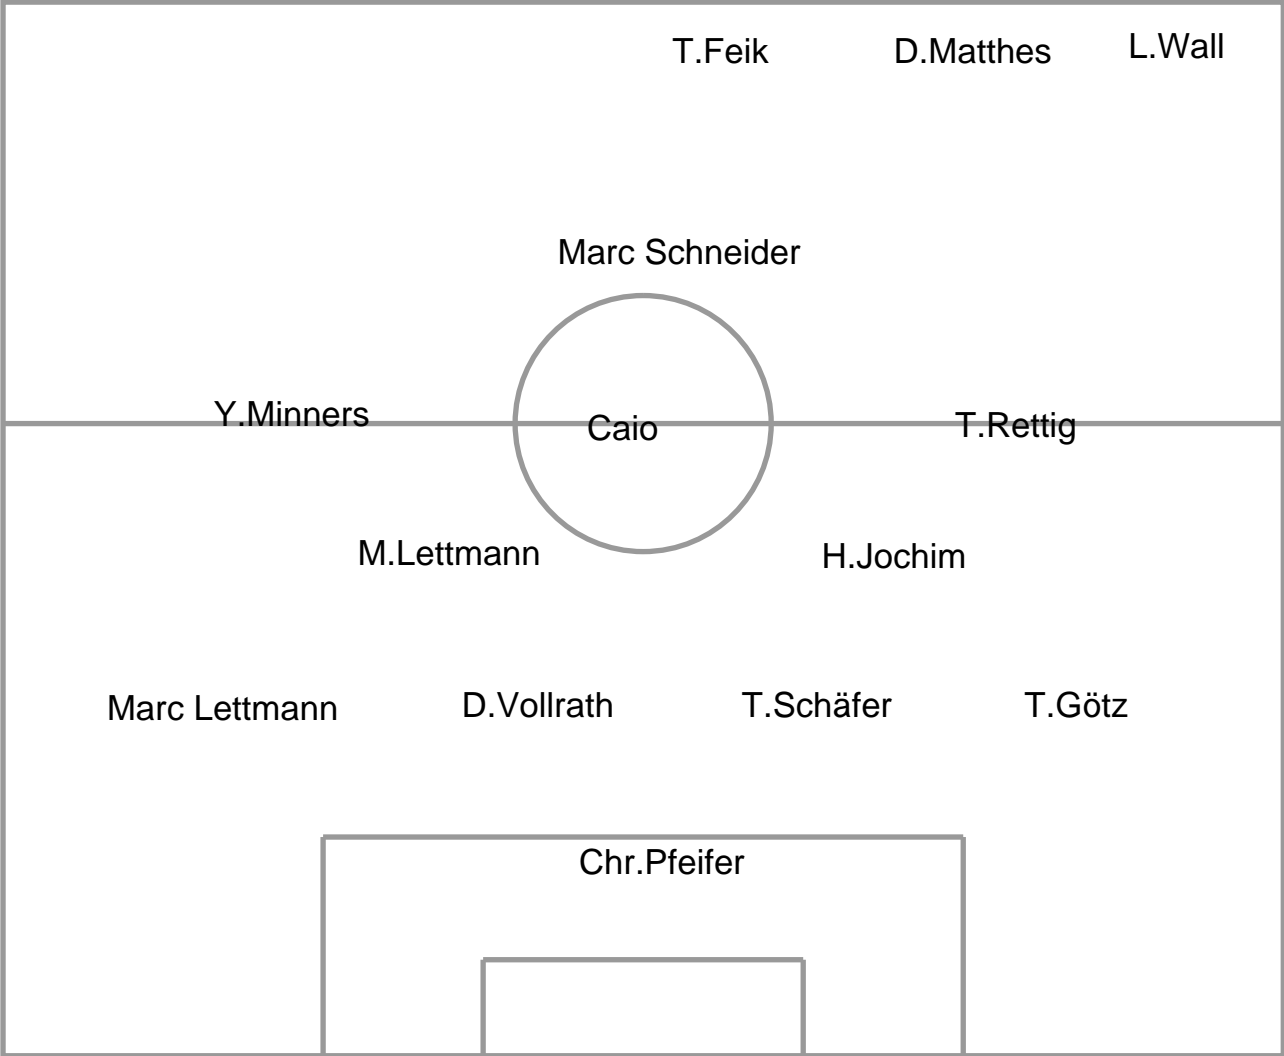 T.Feik
D.Matthes
L.Wall
Marc Schneider
Y.Minners
Caio
T.Rettig
M.Lettmann
H.Jochim
Marc Lettmann
D.Vollrath
T.Schäfer
T.Götz
Chr.Pfeifer